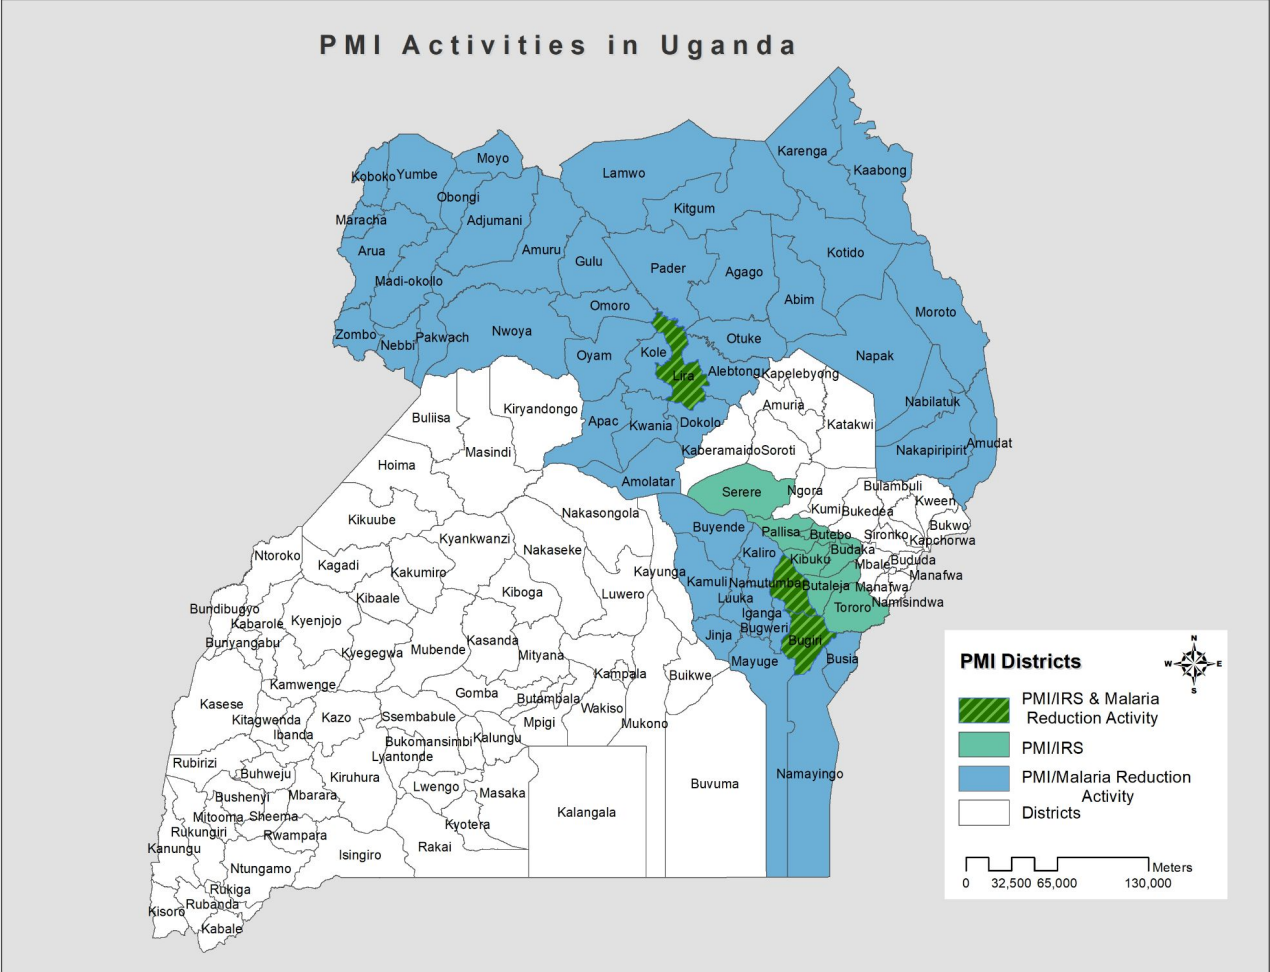 PMI Activities in Uganda
Karenga
Moyo
Kaabong
Lamwo
Koboko
Yumbe
Obongi
Kitgum
Maracha
Adjumani
Arua
Amuru
Kotido
Gulu
Pader
Agago
Madi-okollo
Abim
Omoro
Moroto
Zombo
Nebbi
Pakwach
Nwoya
Otuke
Oyam
Kole
Napak
Lira
Alebtong
Kapelebyong
Nabilatuk
Amuria
Buliisa
Kiryandongo
Apac
Kwania
Dokolo
Katakwi
Amudat
Masindi
Kaberamaido
Soroti
Nakapiripirit
Hoima
Amolatar
Serere
Ngora
Bulambuli
Kween
Kumi
Bukedea
Nakasongola
Kikuube
Buyende
Pallisa
Butebo
Sironko
Bukwo
Kapchorwa
Kyankwanzi
Nakaseke
Kaliro
Kibuku
Budaka
Ntoroko
Kagadi
Kakumiro
Kayunga
Mbale
Bududa
Manafwa
Kamuli
Namutumba
Butaleja
Manafwa
Kibaale
Kiboga
Luwero
Luuka
Namisindwa
Bundibugyo
Kabarole
Kyenjojo
Iganga
Tororo
Bugweri
Bunyangabu
Kyegegwa
Mubende
Kasanda
Mityana
Jinja
Bugiri
Mayuge
Busia
Kamwenge
Kampala
Buikwe
Kasese
Gomba
Butambala
Wakiso
Kitagwenda
Ibanda
Kazo
Ssembabule
Mpigi
Mukono
Bukomansimbi
Kalungu
Lyantonde
Rubirizi
Buhweju
Kiruhura
Namayingo
Bushenyi
Mbarara
Lwengo
Masaka
Buvuma
Mitooma
Sheema
Kalangala
Rukungiri
Rwampara
Kyotera
Kanungu
Isingiro
Rakai
Ntungamo
Rukiga
Rubanda
Kisoro
Kabale
PMI Districts
N
W
E
S
PMI/IRS & Malaria
Reduction Activity
PMI/IRS
PMI/Malaria Reduction
Activity
Districts
Meters
0 32,500 65,000 130,000